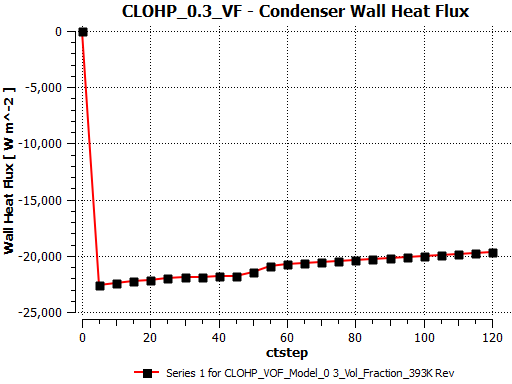 CLOHP_0.3_VF - Condenser Wall Heat Flux
Wall Heat Flux [ W m^-2 ]
0
-5,000
-10,000
-15,000
-20,000
-25,000
0 20 40 60 80 100 120
ctstep
Series 1 for CLOHP_VOF_Model_0 3_Vol_Fraction_393K Rev